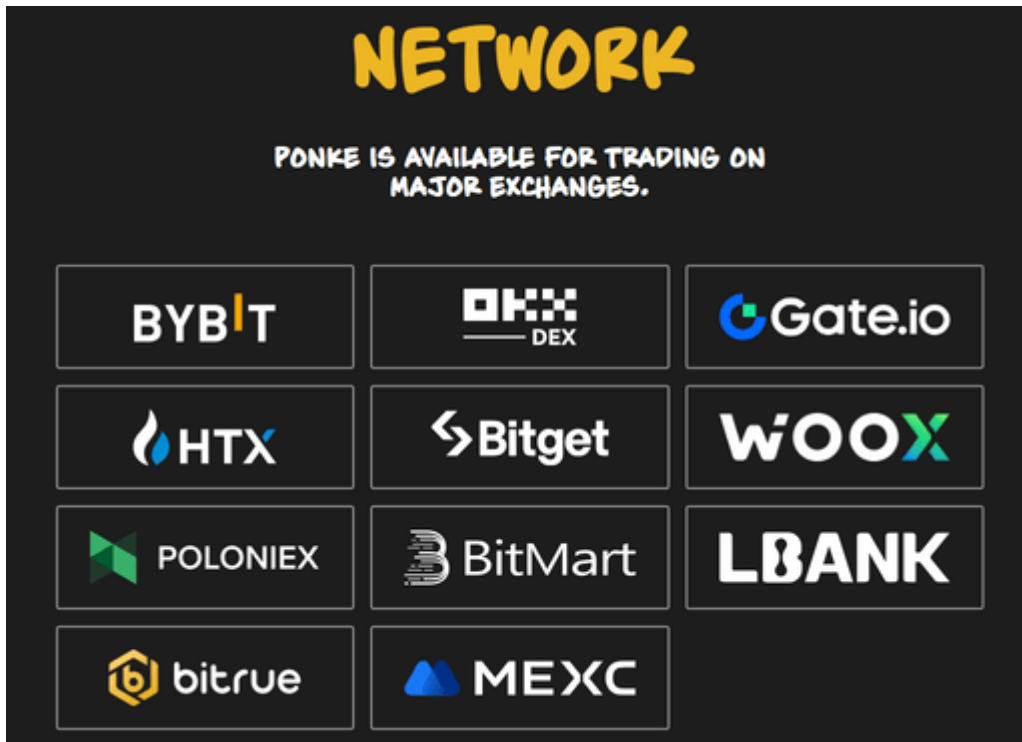 NETWORK
PONKE IS AVAILABLE FOR TRADING ON
MAJOR EXCHANGES.
BYBIT
OKX
DEX
Gate.io
HTX
Bitget
WOOX
POLONIEX
BitMart
LBANK
bitrue
MEXC